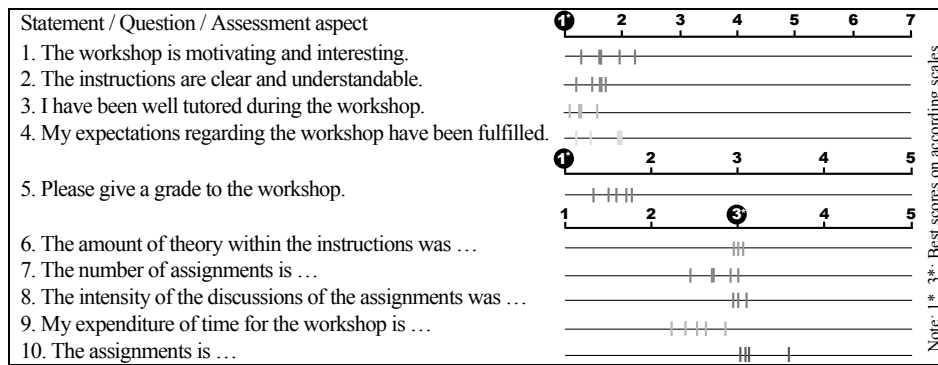 Statement / Question / Assessment aspect 1* 2 3 4 5 6 7
1. The workshop is motivating and interesting.
2. The instructions are clear and understandable.
3. I have been well tutored during the workshop.
4. My expectations regarding the workshop have been fulfilled.
1* 2 3 4 5
5. Please give a grade to the workshop.
1 2 3* 4 5
6. The amount of theory within the instructions was …
7. The number of assignments is …
8. The intensity of the discussions of the assignments was …
9. My expenditure of time for the workshop is …
10. The assignments is …
Note: 1*, 3*: Best scores on according scales